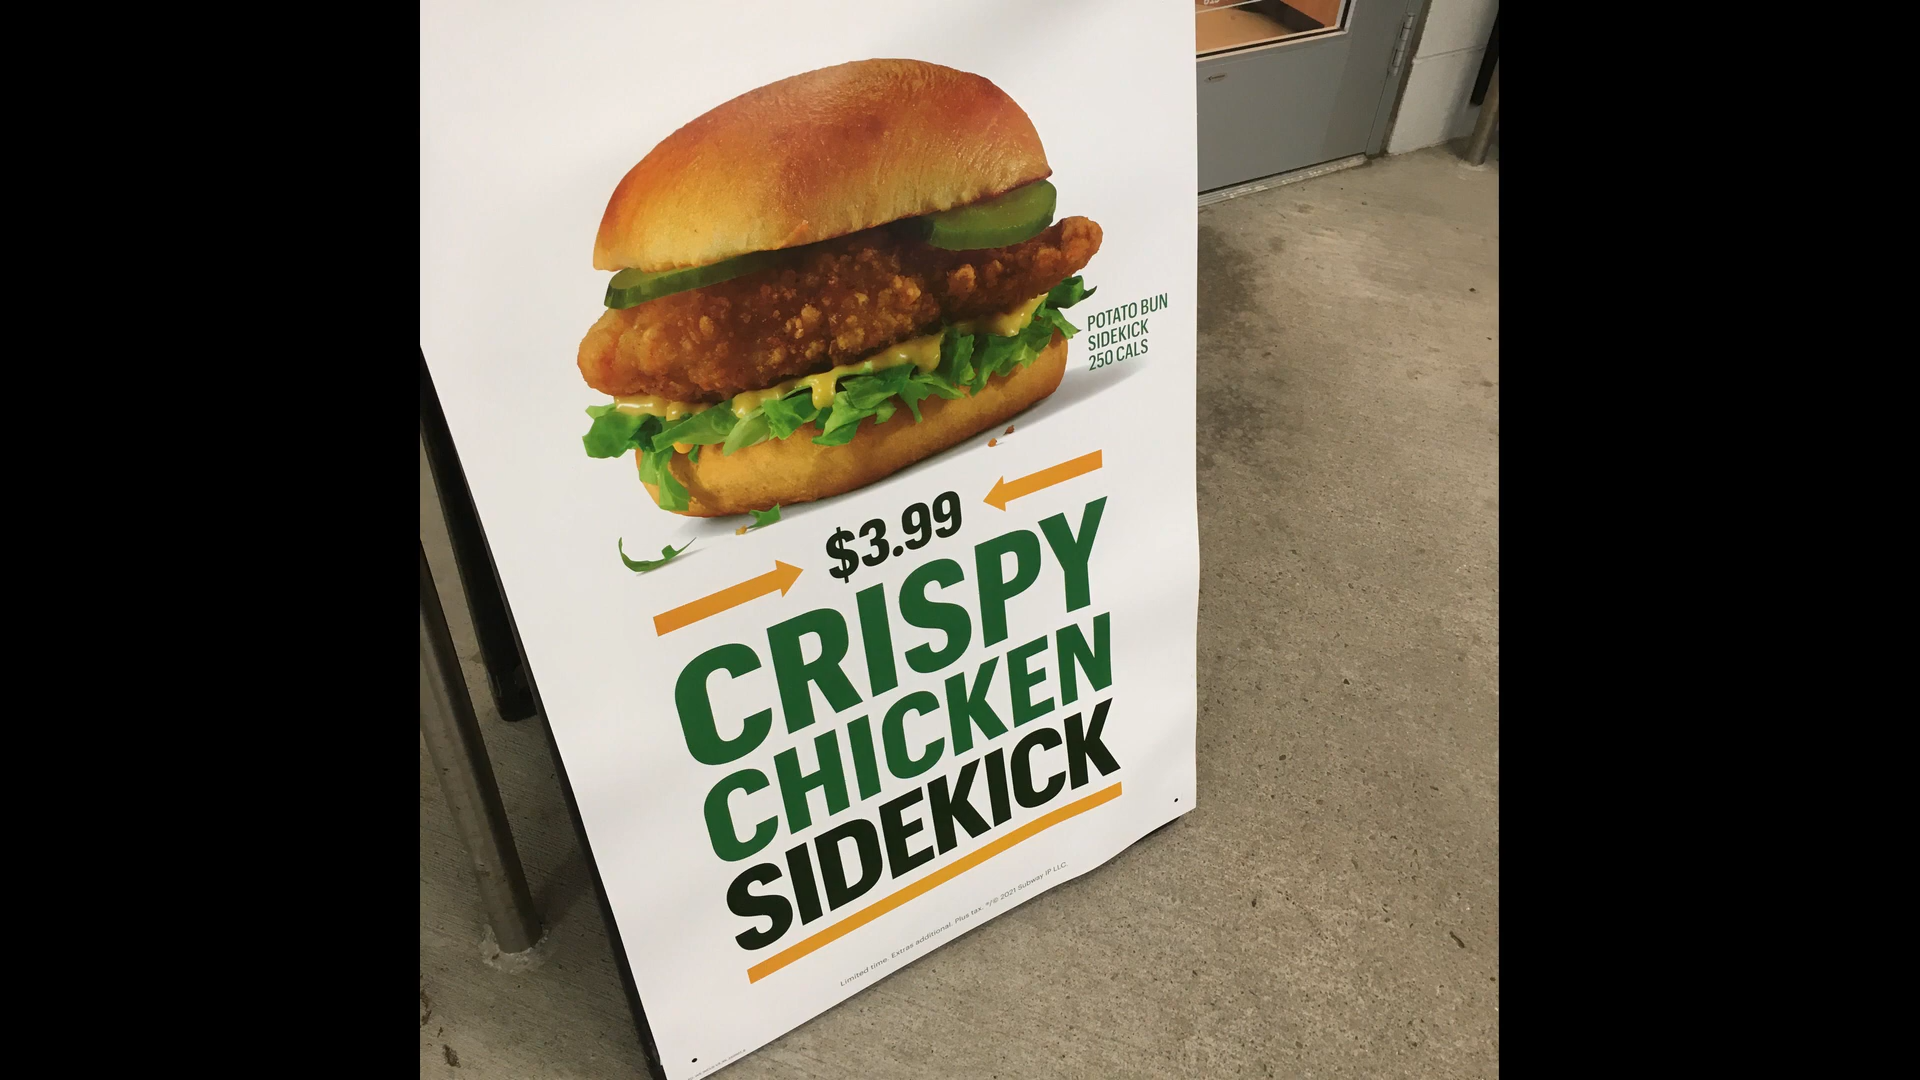 POTATO BUN
SIDEKICK
250 CALS
$3.99
CRISPY
CHICKEN
SIDEKICK
Limited time. Extras additional. Plus tax. ®/© 2021 Subway IP LLC.